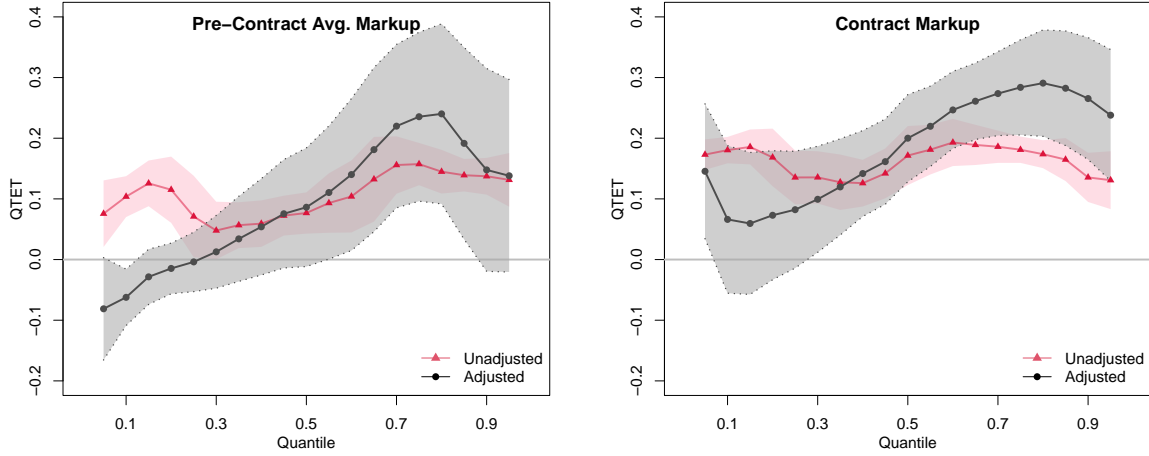 Pre−Contract Avg. Markup
QTET
0.4
0.3
0.2
0.1
0.0
−0.1
−0.2
Unadjusted
Adjusted
0.1 0.3 0.5 0.7 0.9
Quantile
Contract Markup
QTET
0.4
0.3
0.2
0.1
0.0
−0.1
−0.2
Unadjusted
Adjusted
0.1 0.3 0.5 0.7 0.9
Quantile